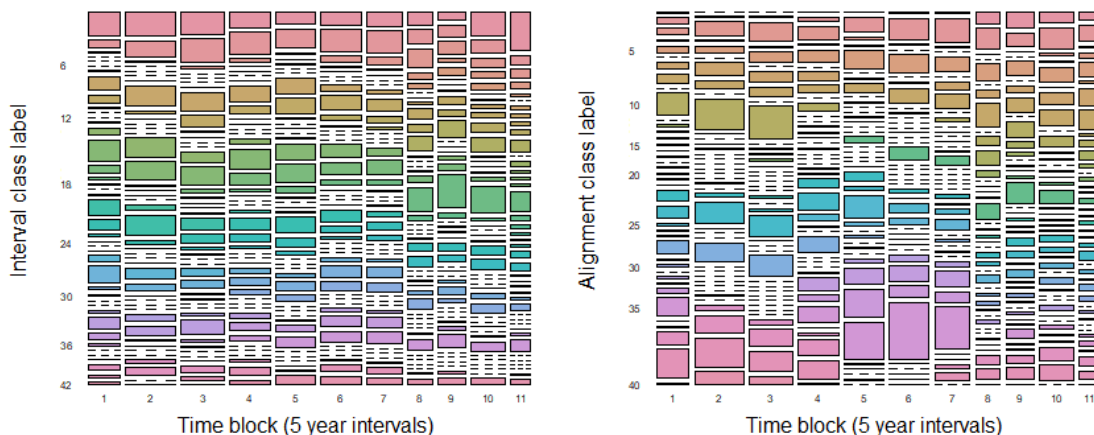 Interval class label
6
12
18
24
30
36
42
1 2 3 4 5 6 7 8 9 10 11
Time block (5 year intervals)
Alignment class label
5
10
15
20
25
30
35
40
1 2 3 4 5 6 7 8 9 10 11
Time block (5 year intervals)